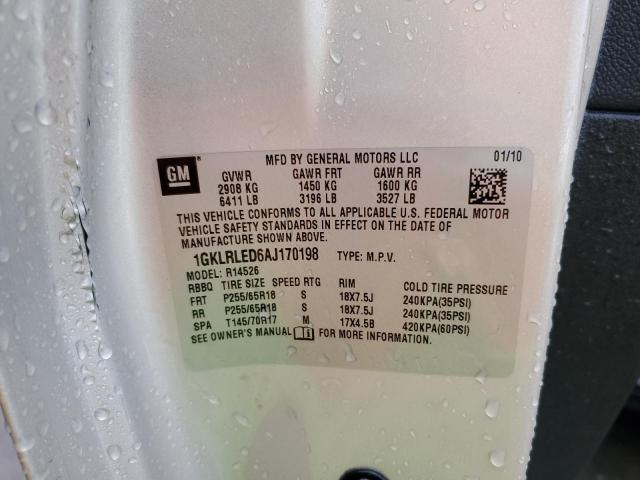 GM
MFD BY GENERAL MOTORS LLC 01/10
GVWR GAWR FRT GAWR RR
2908 KG 1450 KG 1600 KG
6411 LB 3196 LB 3527 LB
THIS VEHICLE CONFORMS TO ALL APPLICABLE U.S. FEDERAL MOTOR
VEHICLE SAFETY STANDARDS IN EFFECT ON THE DATE OF
MANUFACTURE SHOWN ABOVE.
1GKLRLED6AJ170198 TYPE: M.P.V.
MODEL: R14526
RBBQ TIRE SIZE SPEED RTG RIM COLD TIRE PRESSURE
FRT P255/65R18 S 18X7.5J 240KPA(35PSI)
RR P255/65R18 S 18X7.5J 240KPA(35PSI)
SPA T145/70R17 M 17X4.5B 420KPA(60PSI)
SEE OWNER'S MANUAL FOR MORE INFORMATION.